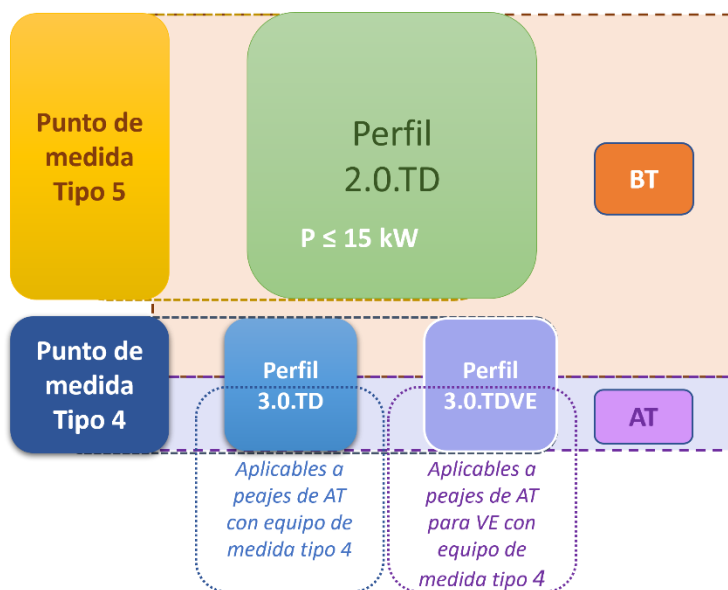 Punto de
medida
Tipo 5
Perfil
2.0.TD
P ≤ 15 kW
BT
Punto de
medida
Tipo 4
Perfil
3.0.TD
Perfil
3.0.TDVE
AT
Aplicables a
peajes de AT
con equipo de
medida tipo 4
Aplicables a
peajes de AT
para VE con
equipo de
medida tipo 4